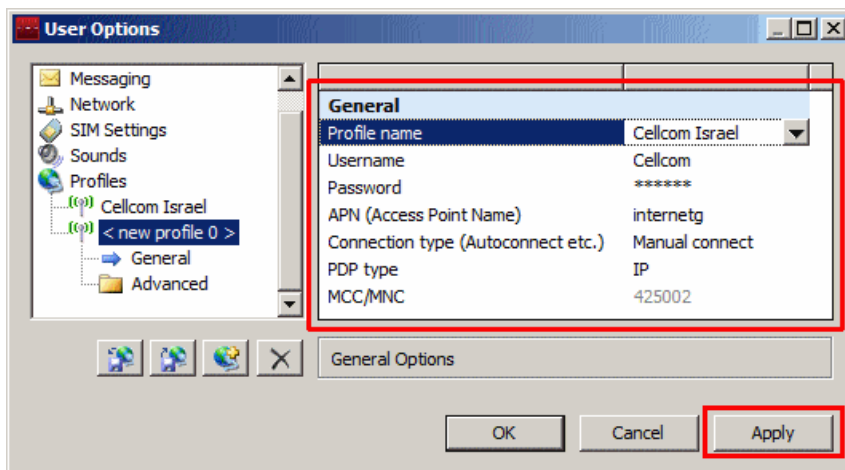 User Options
Messaging
Network
SIM Settings
Sounds
Profiles
Cellcom Israel
< new profile 0 >
General
Advanced
General
Profile name Cellcom Israel
Username Cellcom
Password ******
APN (Access Point Name) internetg
Connection type (Autoconnect etc.) Manual connect
PDP type IP
MCC/MNC 425002
General Options
OK Cancel Apply